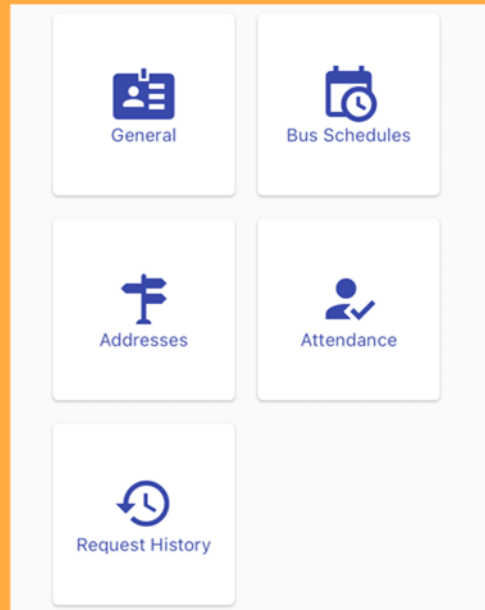 General
Bus Schedules
Addresses
Attendance
Request History